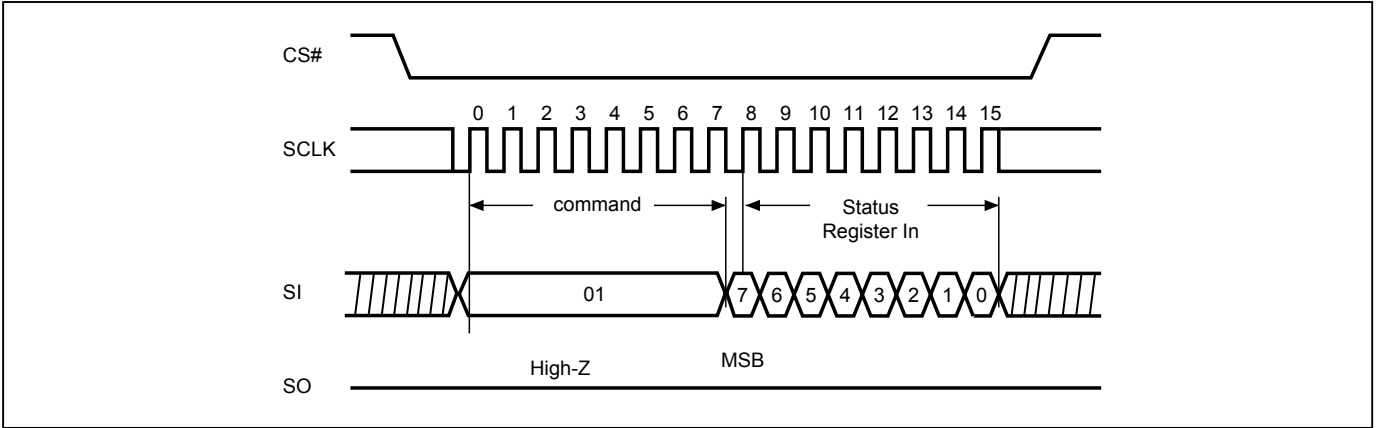 CS#
0 1 2 3 4 5 6 7 8 9 10 11 12 13 14 15
SCLK
command
Status
Register In
SI
01
7 6 5 4 3 2 1 0
High-Z
MSB
SO